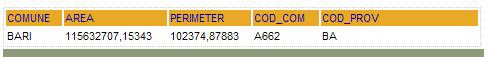 COMUNE AREA PERIMETER COD_COM COD_PROV
BARI 115632707,15343 102374,87883 A662 BA